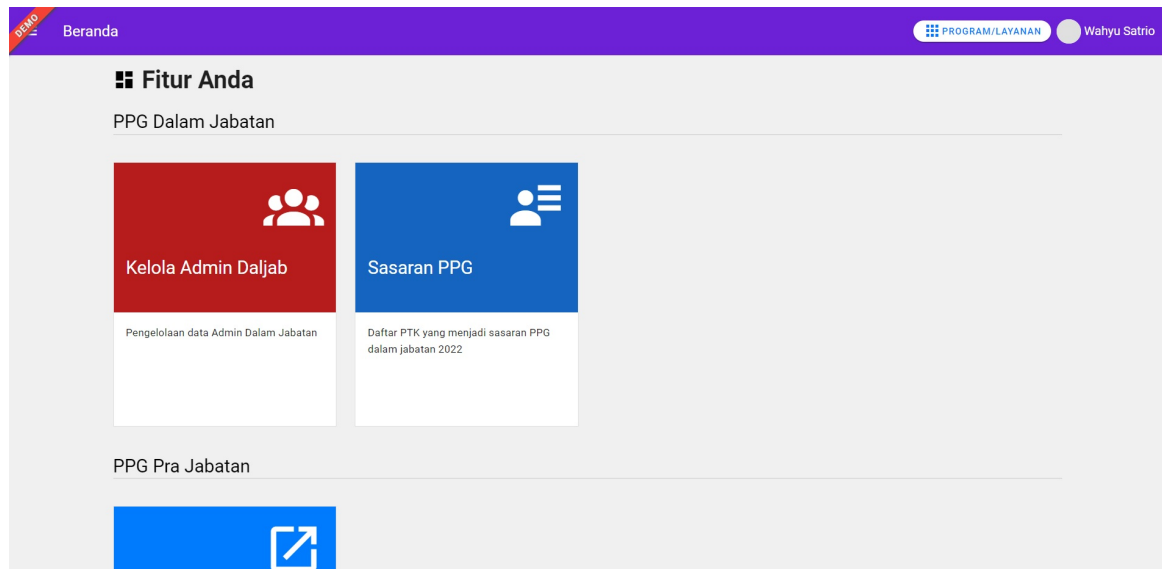 DEMO
Beranda
PROGRAM/LAYANAN
Wahyu Satrio
Fitur Anda
PPG Dalam Jabatan
Kelola Admin Daljab
Pengelolaan data Admin Dalam Jabatan
Sasaran PPG
Daftar PTK yang menjadi sasaran PPG
dalam jabatan 2022
PPG Pra Jabatan